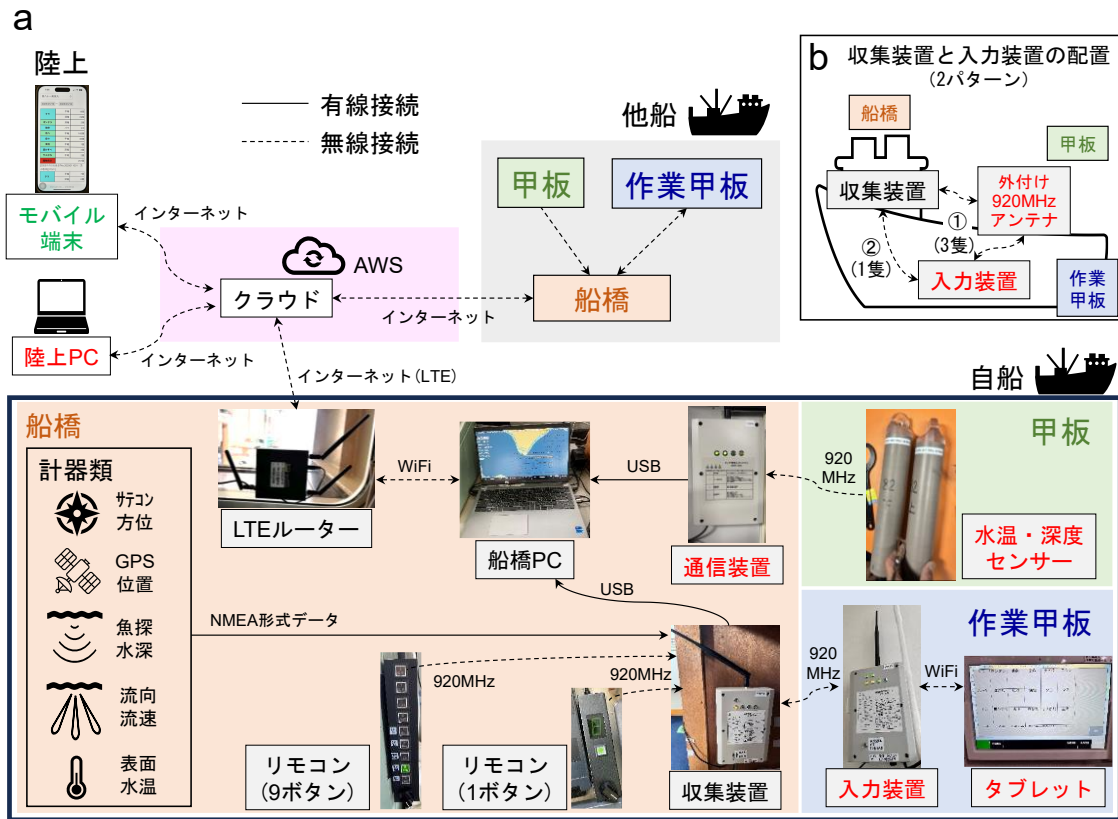 a
陸上
有線接続
無線接続
モバイル
端末
インターネット
AWS
クラウド
陸上PC
インターネット
インターネット
インターネット(LTE)
他船
甲板
作業甲板
船橋
b
収集装置と入力装置の配置
(2パターン)
船橋
甲板
収集装置
外付け
920MHz
アンテナ
①
(3隻)
②
(1隻)
入力装置
作業
甲板
自船
船橋
計器類
サテコン
方位
GPS
位置
魚探
水深
流向
流速
表面
水温
LTEルーター
WiFi
船橋PC
USB
通信装置
USB
NMEA形式データ
920MHz
920MHz
リモコン
(9ボタン)
リモコン
(1ボタン)
収集装置
甲板
920
MHz
水温・深度
センサー
作業甲板
920
MHz
WiFi
入力装置
タブレット